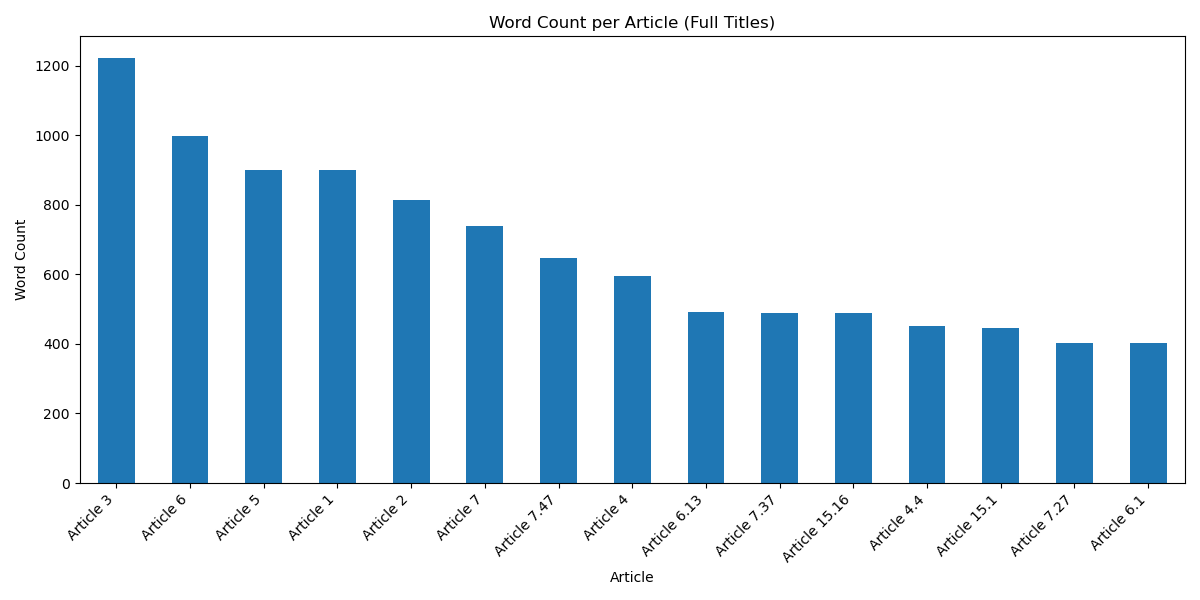 Word Count per Article (Full Titles)
Word Count
1200
1000
800
600
400
200
0
Article 3
Article 6
Article 5
Article 1
Article 2
Article 7
Article 7.47
Article 4
Article 6.13
Article 7.37
Article 15.16
Article 4.4
Article 15.1
Article 7.27
Article 6.1
Article